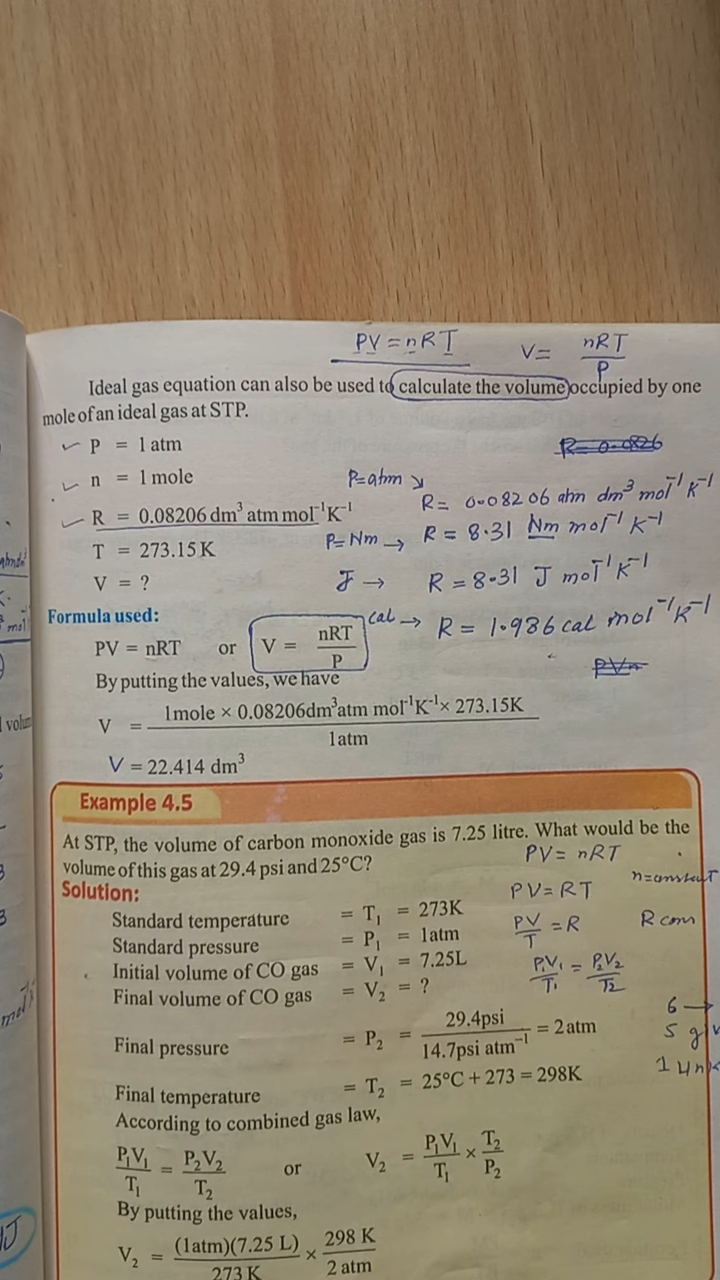 PV = nRT
V = nRT / P
Ideal gas equation can also be used to calculate the volume occupied by one
mole of an ideal gas at STP.
P = 1 atm
R = 0.0826
n = 1 mole
P = atm ↘
R = 0.08206 atm dm³ mol⁻¹ K⁻¹
R = 0.08206 dm³ atm mol⁻¹ K⁻¹
P = Nm → R = 8.31 Nm mol⁻¹ K⁻¹
T = 273.15 K
V = ?
J → R = 8.31 J mol⁻¹ K⁻¹
Formula used:
Cal → R = 1.986 cal mol⁻¹ K⁻¹
PV = nRT or V = nRT / P
PVn
By putting the values, we have
V = 1mole × 0.08206dm³atm mol⁻¹K⁻¹× 273.15K / 1atm
V = 22.414 dm³
Example 4.5
At STP, the volume of carbon monoxide gas is 7.25 litre. What would be the
volume of this gas at 29.4 psi and 25°C?
PV = nRT
n=constant
Solution:
PV = RT
Standard temperature = T₁ = 273K
PV / T = R
R con
Standard pressure = P₁ = 1atm
Initial volume of CO gas = V₁ = 7.25L
P₁V₁ / T₁ = P₂V₂ / T₂
Final volume of CO gas = V₂ = ?
6 →
Final pressure = P₂ = 29.4psi / 14.7psi atm⁻¹ = 2 atm
5
1
Final temperature = T₂ = 25°C + 273 = 298K
According to combined gas law,
P₁V₁ / T₁ = P₂V₂ / T₂ or V₂ = P₁V₁ / T₁ × T₂ / P₂
By putting the values,
V₂ = (1atm)(7.25 L) / 273 K × 298 K / 2 atm